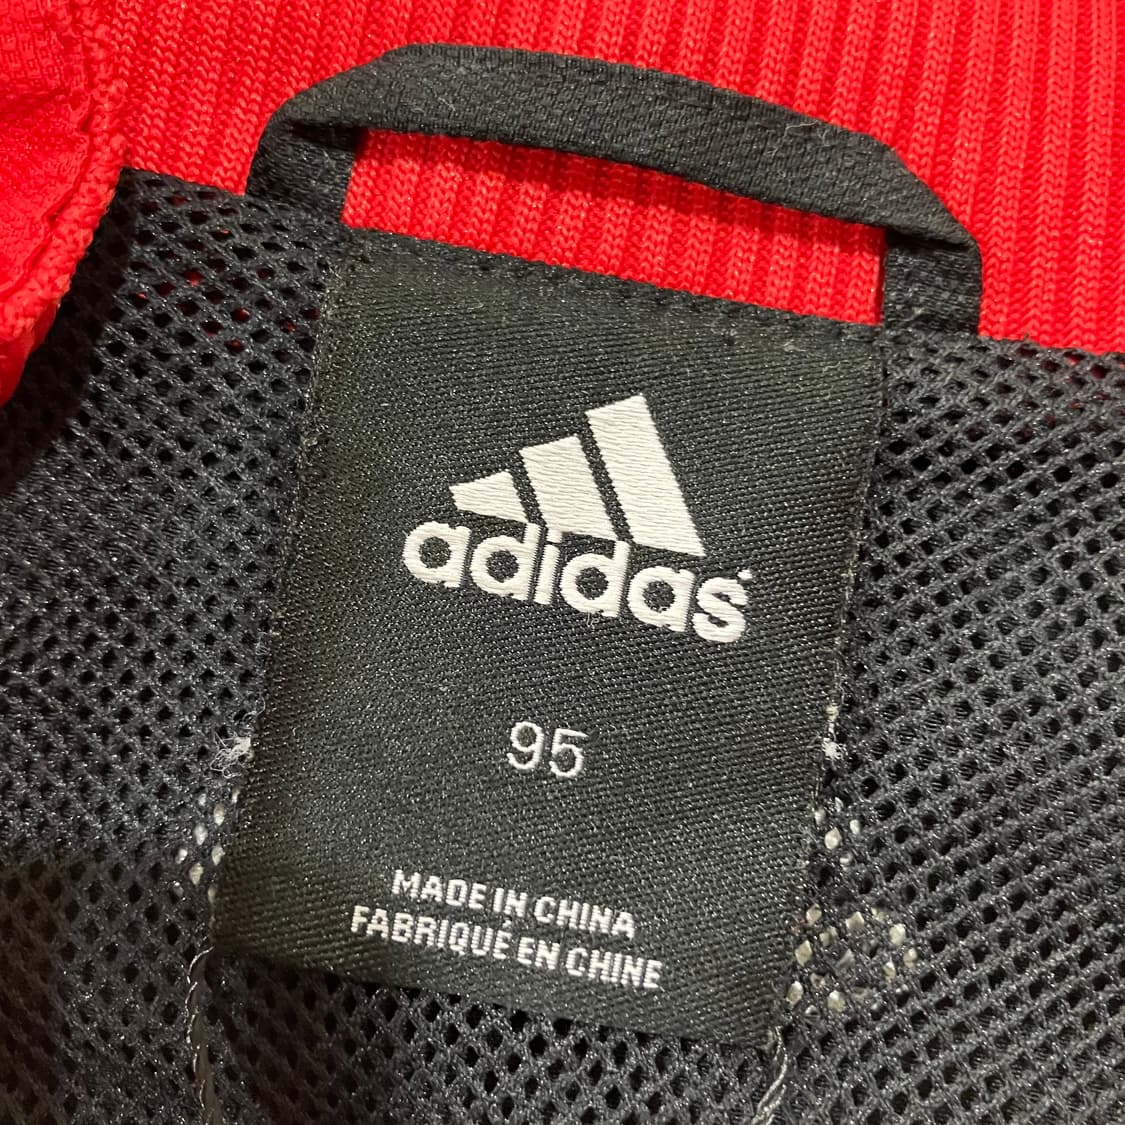 adidas
95
MADE IN CHINA
FABRIQUÉ EN CHINE